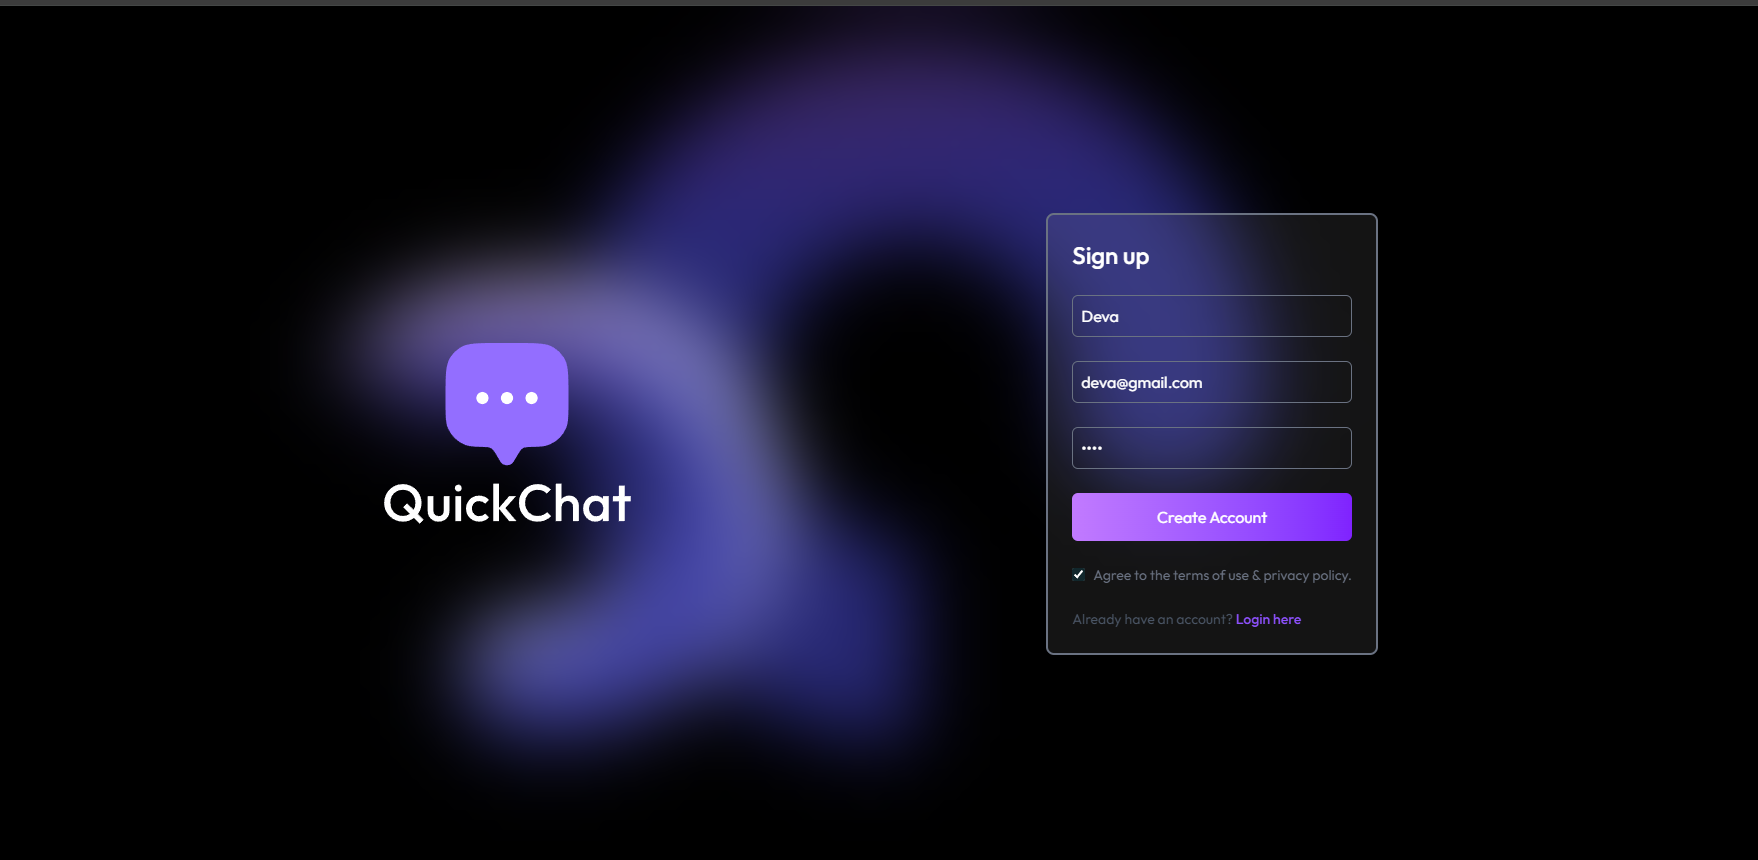 QuickChat
Sign up
Deva
deva@gmail.com
••••
Create Account
Agree to the terms of use & privacy policy.
Already have an account? Login here